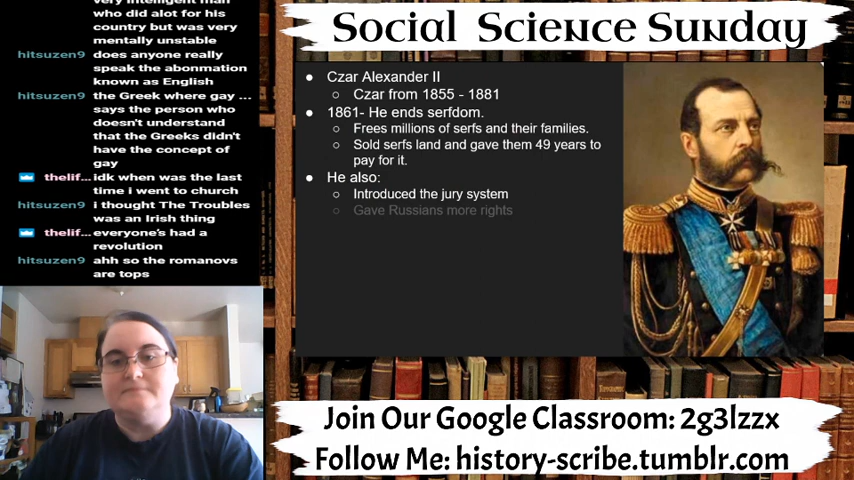 very intelligent man
who did alot for his
country but was very
mentally unstable
hitsuzen9 does anyone really
speak the abonmation
known as English
hitsuzen9 the Greek where gay ...
says the person who
doesn't understand
that the Greeks didn't
have the concept of
gay
thelif... idk when was the last
time i went to church
hitsuzen9 i thought The Troubles
was an Irish thing
thelif... everyone's had a
revolution
hitsuzen9 ahh so the romanovs
are tops
Social Science Sunday
● Czar Alexander II
○ Czar from 1855 - 1881
● 1861- He ends serfdom.
○ Frees millions of serfs and their families.
○ Sold serfs land and gave them 49 years to
pay for it.
● He also:
○ Introduced the jury system
○ Gave Russians more rights
Join Our Google Classroom: 2g3lzzx
Follow Me: history-scribe.tumblr.com